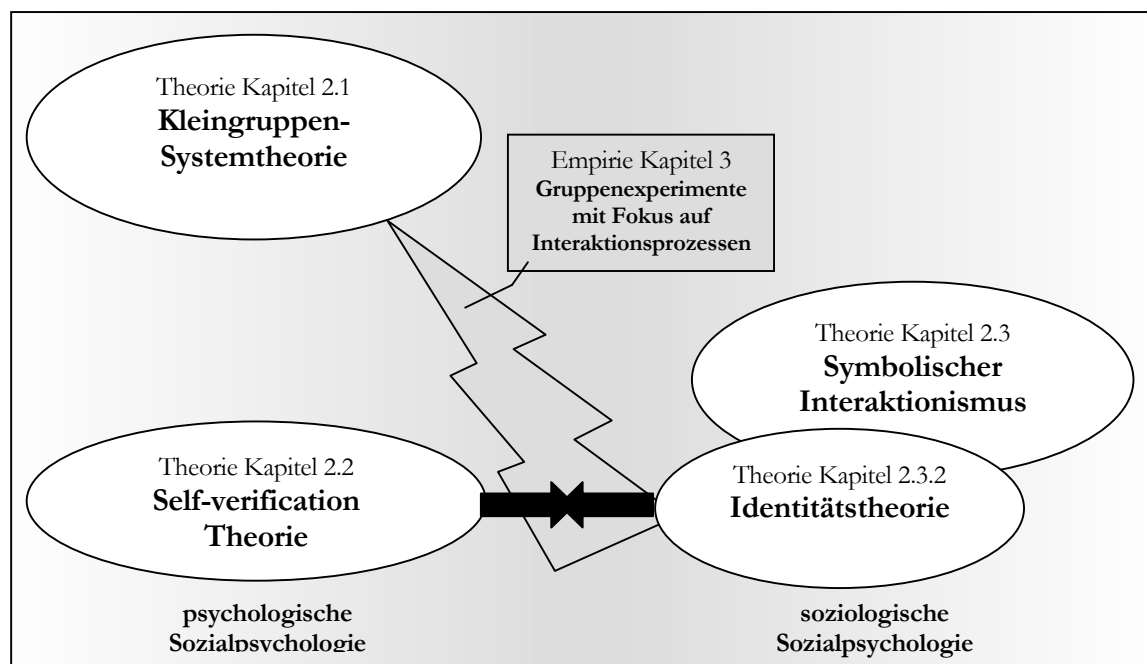 Theorie Kapitel 2.1
Kleingruppen-
Systemtheorie
Empirie Kapitel 3
Gruppenexperimente
mit Fokus auf
Interaktionsprozessen
Theorie Kapitel 2.3
Symbolischer
Interaktionismus
Theorie Kapitel 2.2
Self-verification
Theorie
Theorie Kapitel 2.3.2
Identitätstheorie
psychologische
Sozialpsychologie
soziologische
Sozialpsychologie